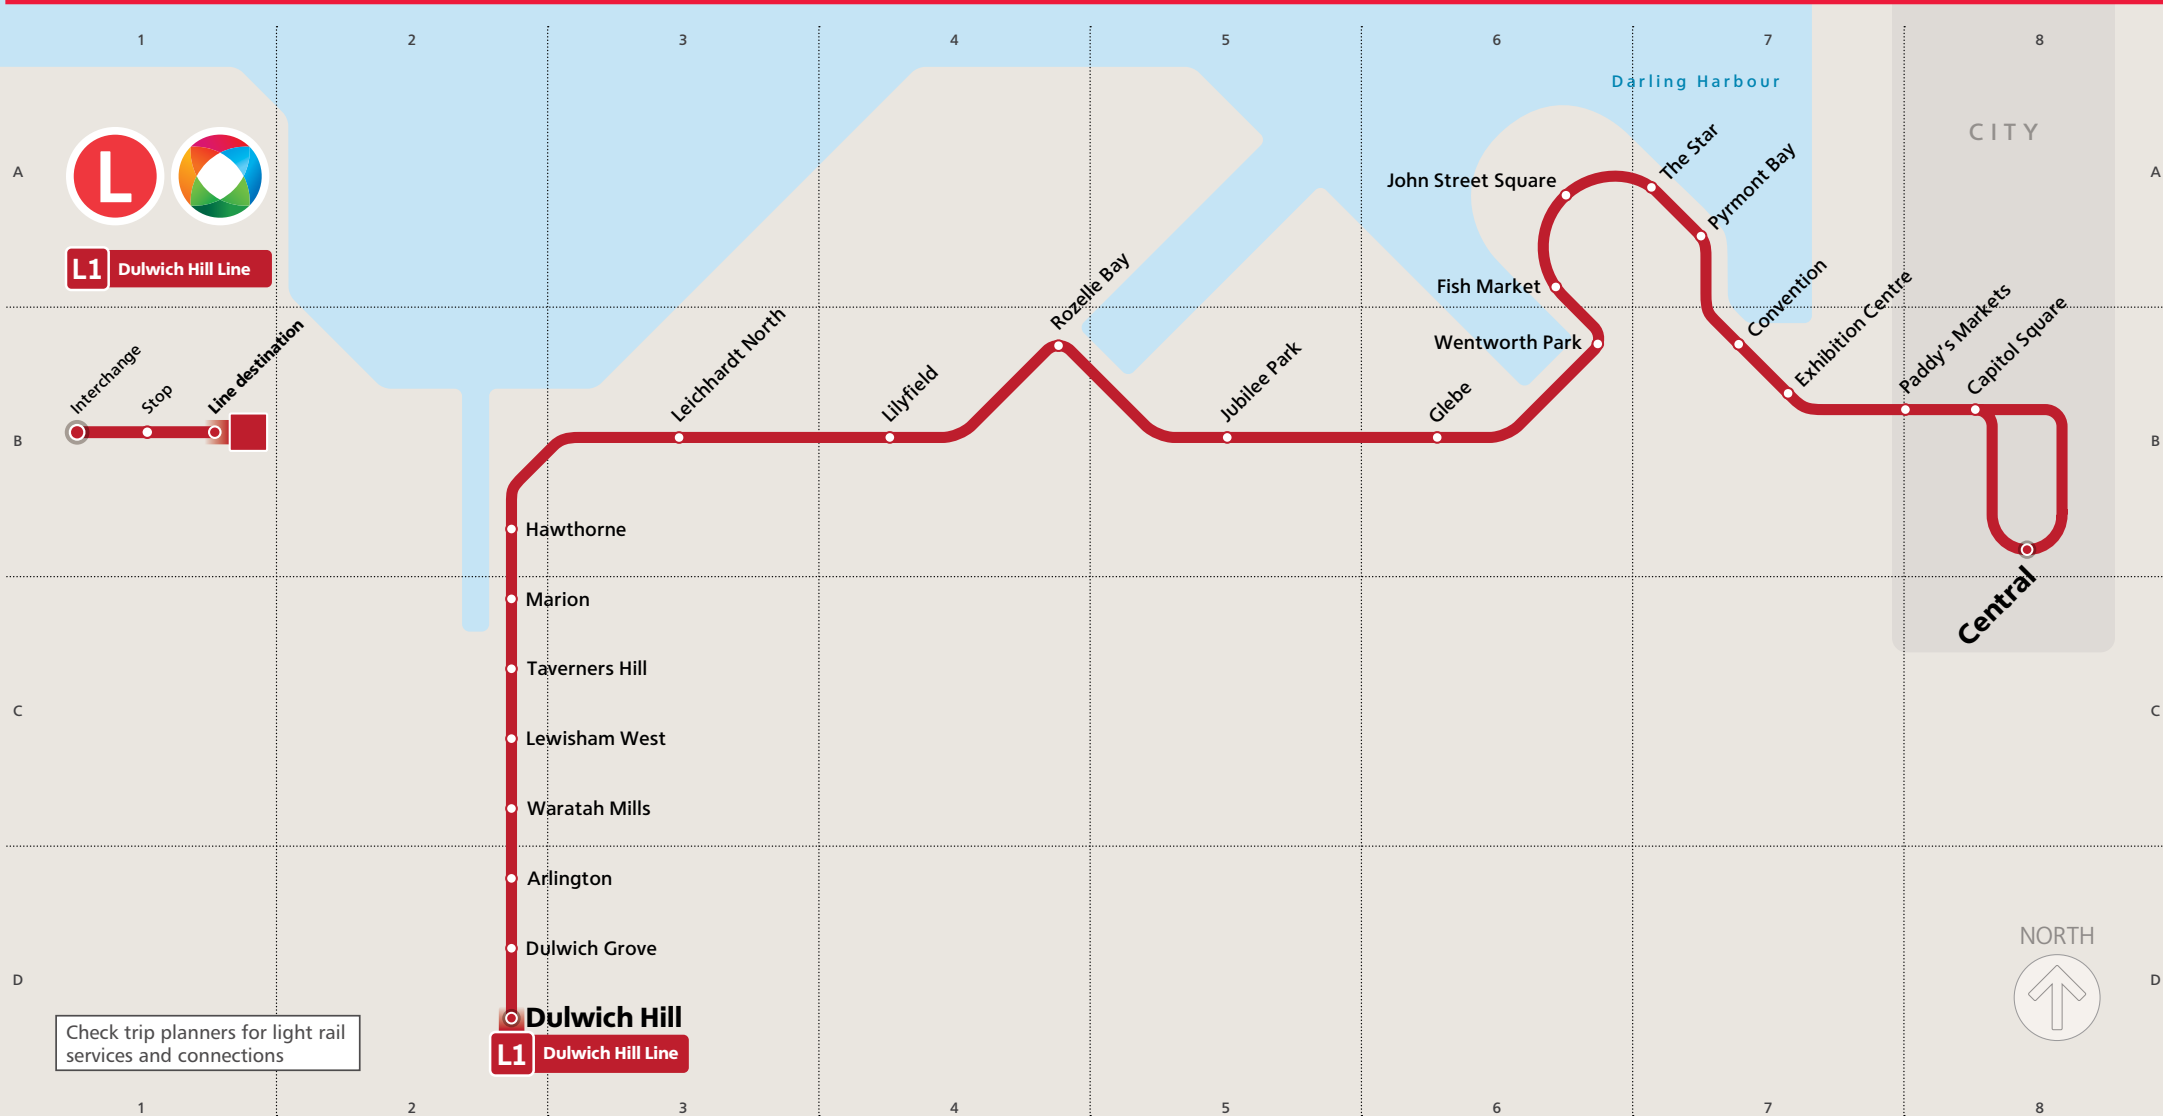 1 2 3 4 5 6 7 8
Darling Harbour
CITY
A
A
L
L1 Dulwich Hill Line
The Star
Pyrmont Bay
John Street Square
Fish Market
Wentworth Park
Rozelle Bay
Convention
Exhibition Centre
Paddy's Markets
Capitol Square
Leichhardt North
Lilyfield
Jubilee Park
Glebe
Interchange
Stop
Line destination
B
B
Hawthorne
Marion
Central
Taverners Hill
C
C
Lewisham West
Waratah Mills
Arlington
Dulwich Grove
NORTH
D
D
Dulwich Hill
L1 Dulwich Hill Line
Check trip planners for light rail
services and connections
1 2 3 4 5 6 7 8